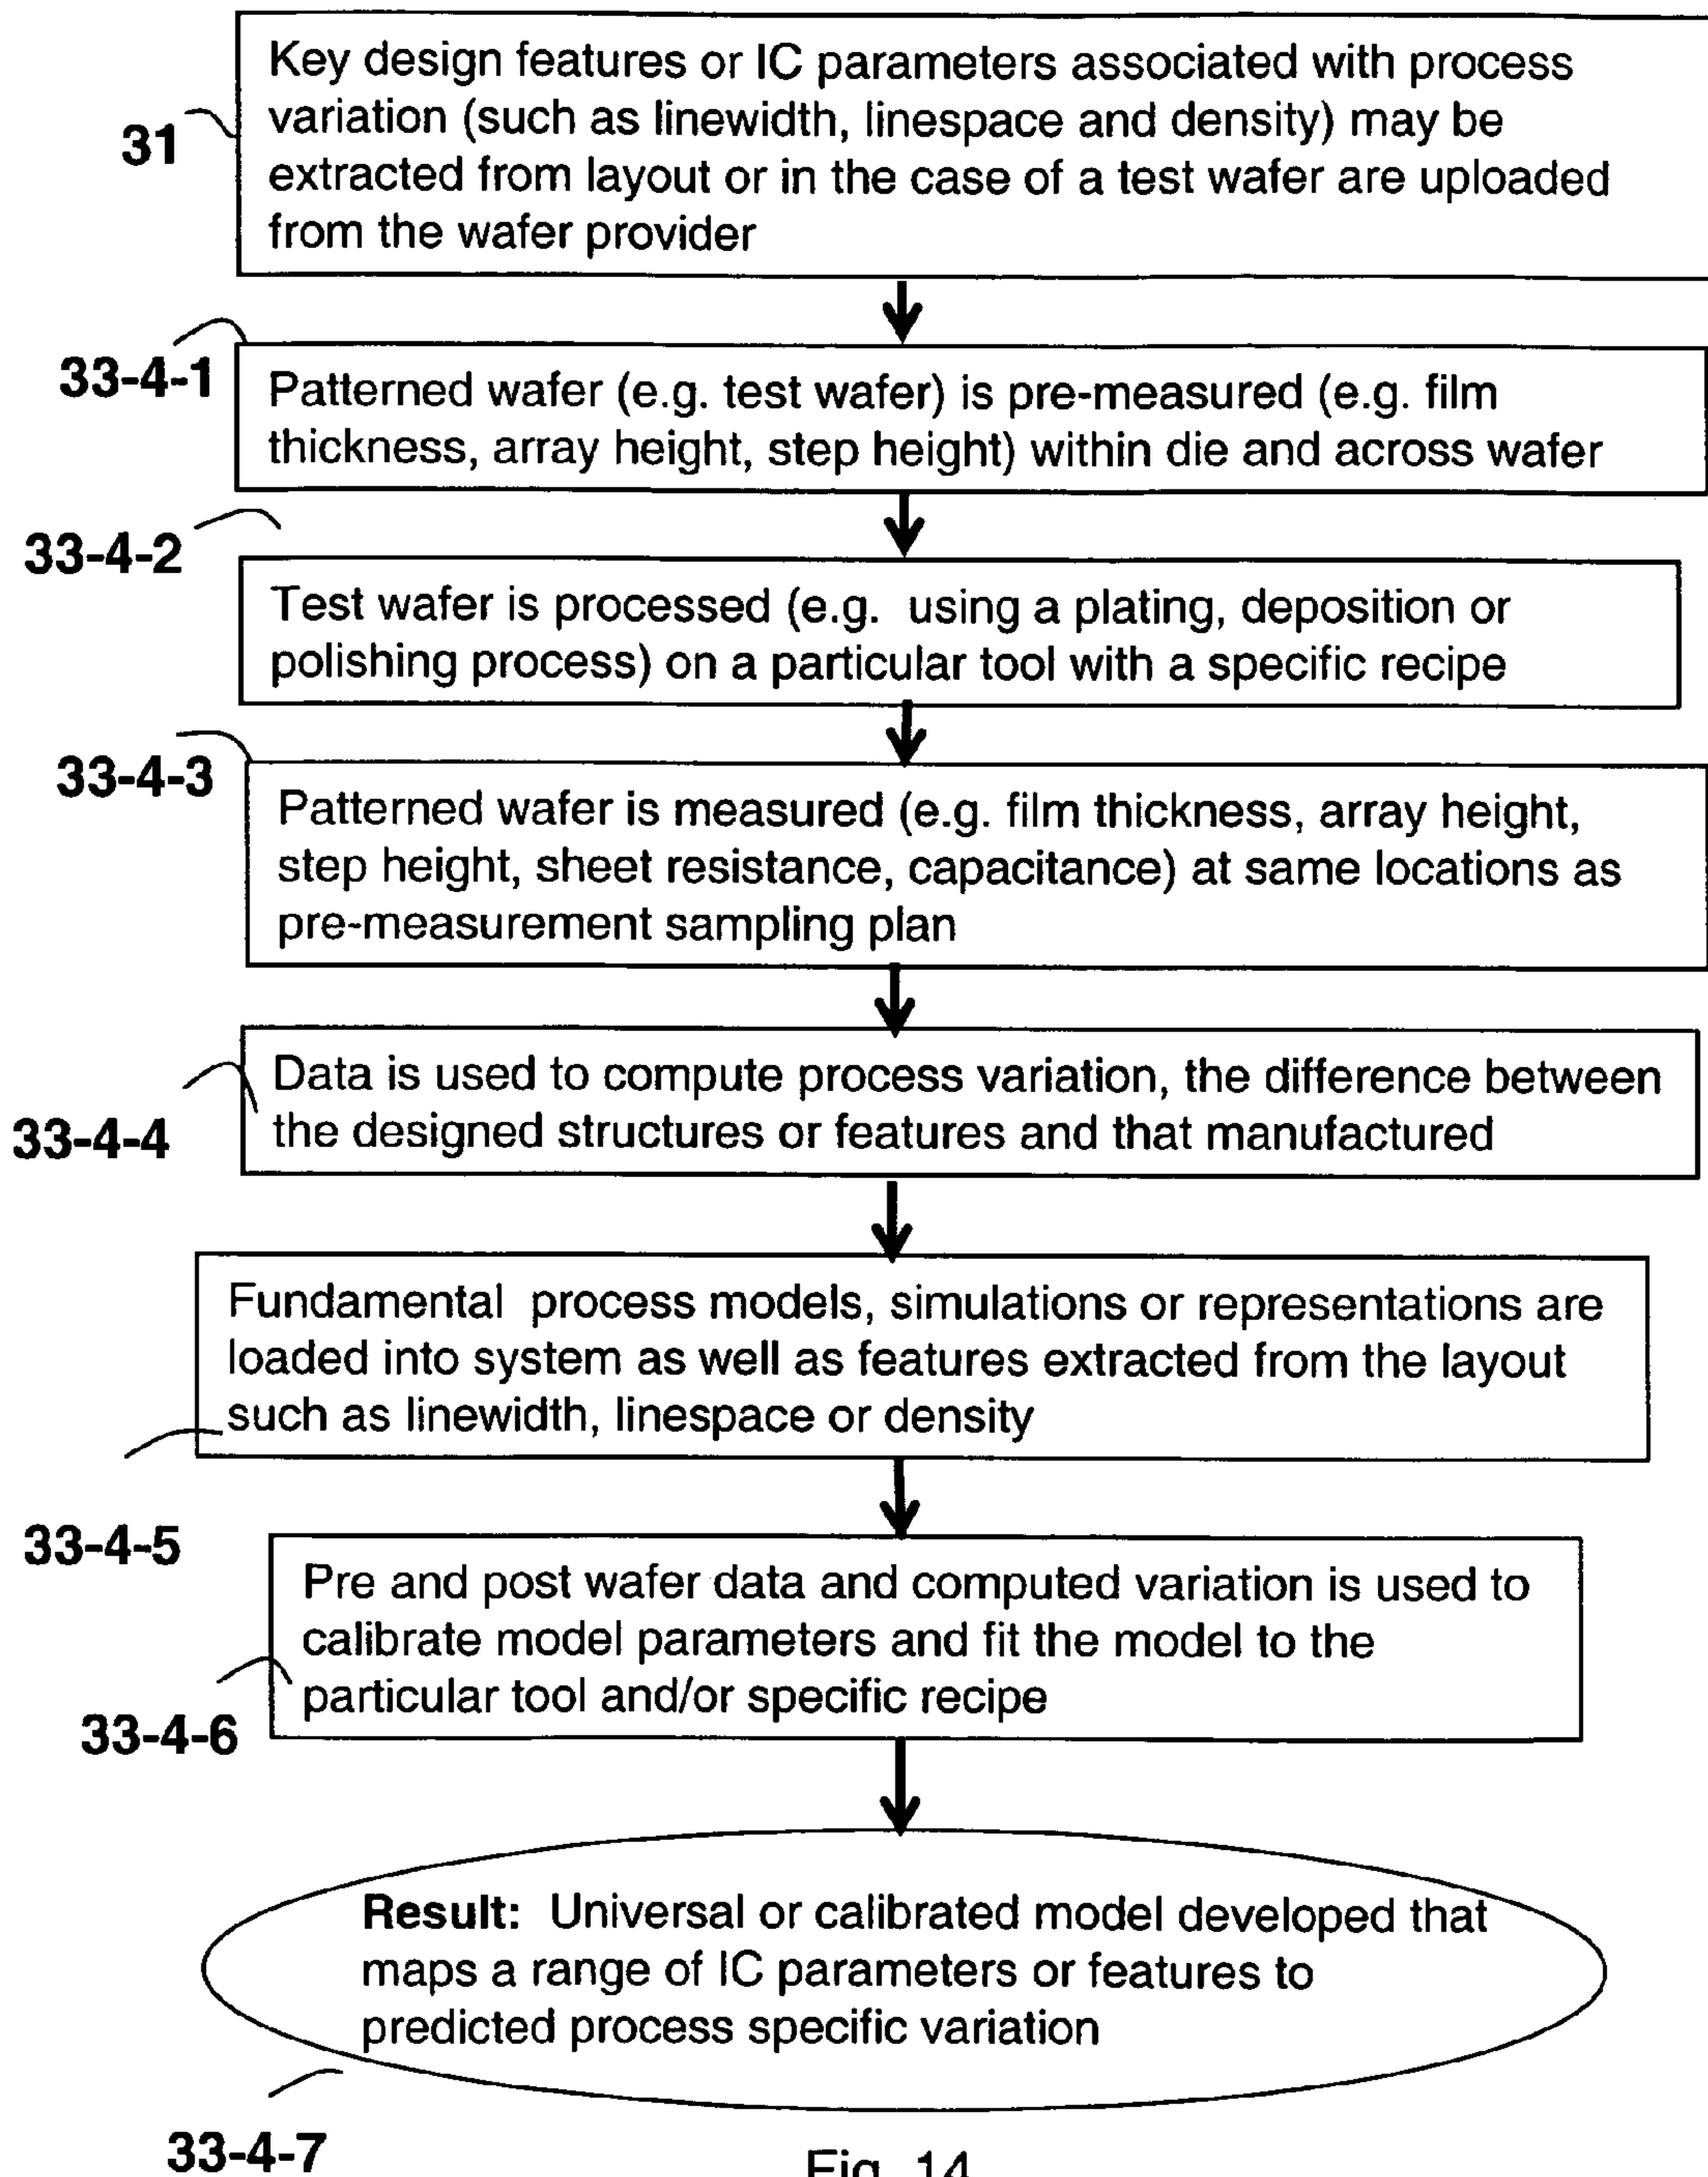 Key design features or IC parameters associated with process
variation (such as linewidth, linespace and density) may be
extracted from layout or in the case of a test wafer are uploaded
from the wafer provider
31
33-4-1
Patterned wafer (e.g. test wafer) is pre-measured (e.g. film
thickness, array height, step height) within die and across wafer
33-4-2
Test wafer is processed (e.g. using a plating, deposition or
polishing process) on a particular tool with a specific recipe
33-4-3
Patterned wafer is measured (e.g. film thickness, array height,
step height, sheet resistance, capacitance) at same locations as
pre-measurement sampling plan
33-4-4
Data is used to compute process variation, the difference between
the designed structures or features and that manufactured
Fundamental process models, simulations or representations are
loaded into system as well as features extracted from the layout
such as linewidth, linespace or density
33-4-5
Pre and post wafer data and computed variation is used to
calibrate model parameters and fit the model to the
particular tool and/or specific recipe
33-4-6
Result: Universal or calibrated model developed that
maps a range of IC parameters or features to
predicted process specific variation
33-4-7
Fig. 14